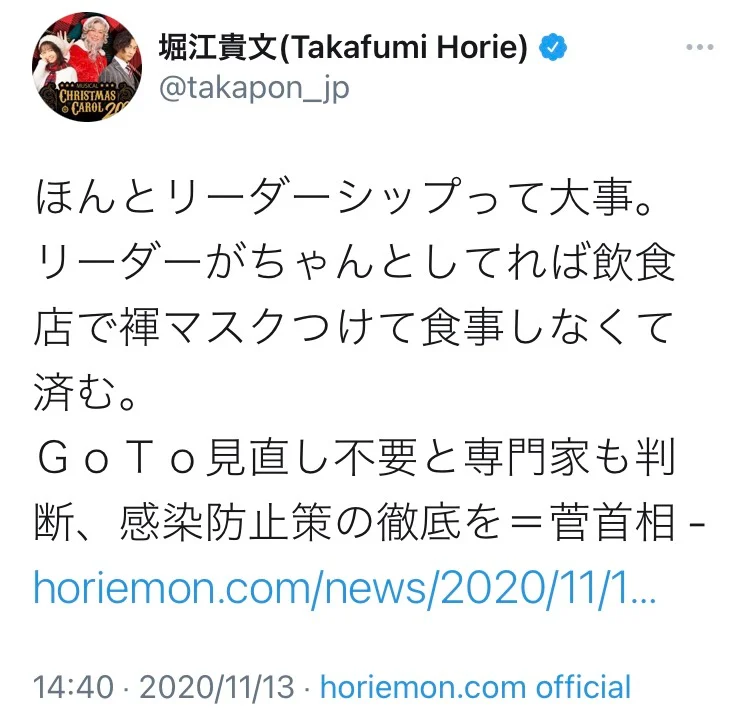 堀江貴文(Takafumi Horie)
@takapon_jp
MUSICAL
CHRISTMAS
CAROL 20
ほんとリーダーシップって大事。
リーダーがちゃんとしてれば飲食
店で褌マスクつけて食事しなくて
済む。
ＧｏＴｏ見直し不要と専門家も判
断、感染防止策の徹底を＝菅首相 -
horiemon.com/news/2020/11/1...
14:40 · 2020/11/13 · horiemon.com official